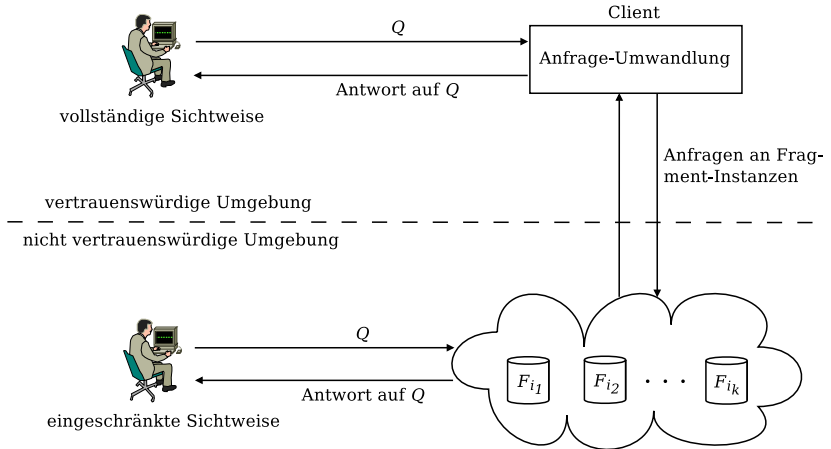 Client
Q
Anfrage-Umwandlung
Antwort auf Q
vollständige Sichtweise
Anfragen an Frag-
ment-Instanzen
vertrauenswürdige Umgebung
nicht vertrauenswürdige Umgebung
Q
F_{i_1} F_{i_2} · · · F_{i_k}
Antwort auf Q
eingeschränkte Sichtweise